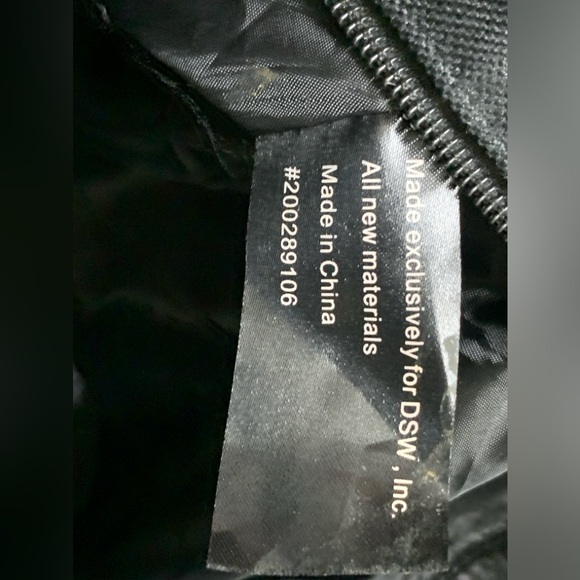 Made exclusively for DSW , Inc.
All new materials
Made in China
#200289106